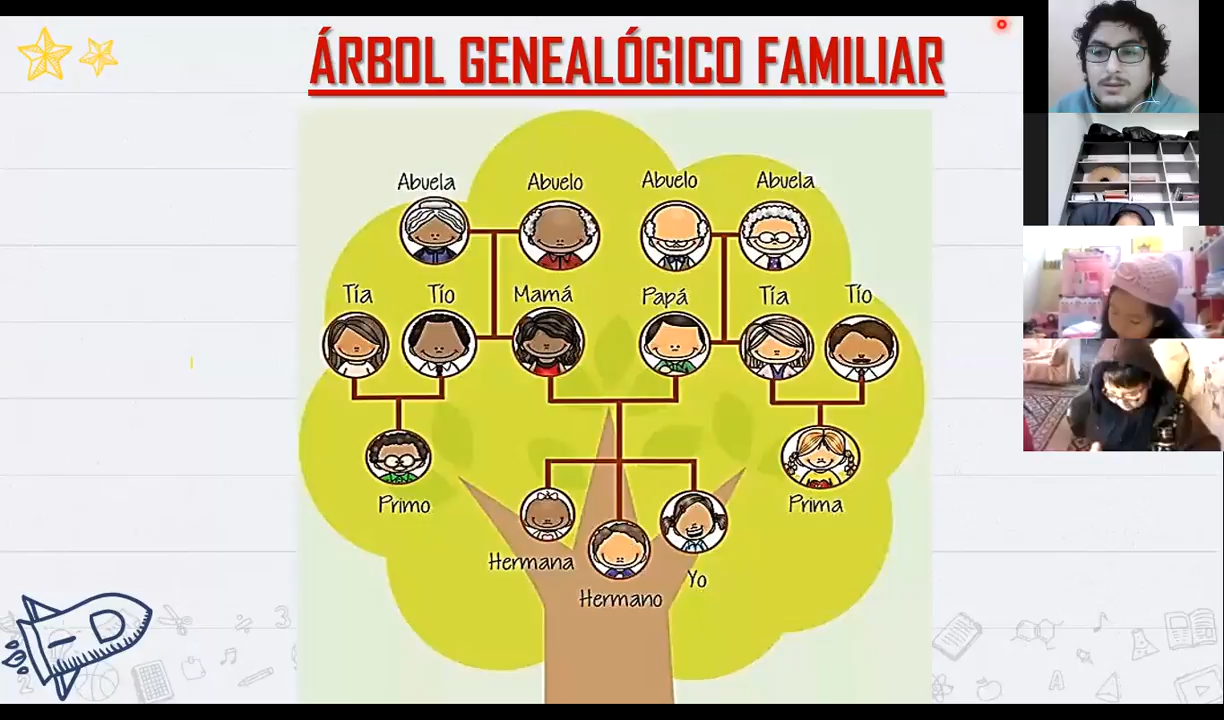 ÁRBOL GENEALÓGICO FAMILIAR
Abuela Abuelo Abuelo Abuela
Tía Tío Mamá Papá Tía Tío
Primo Prima
Hermana Yo
Hermano